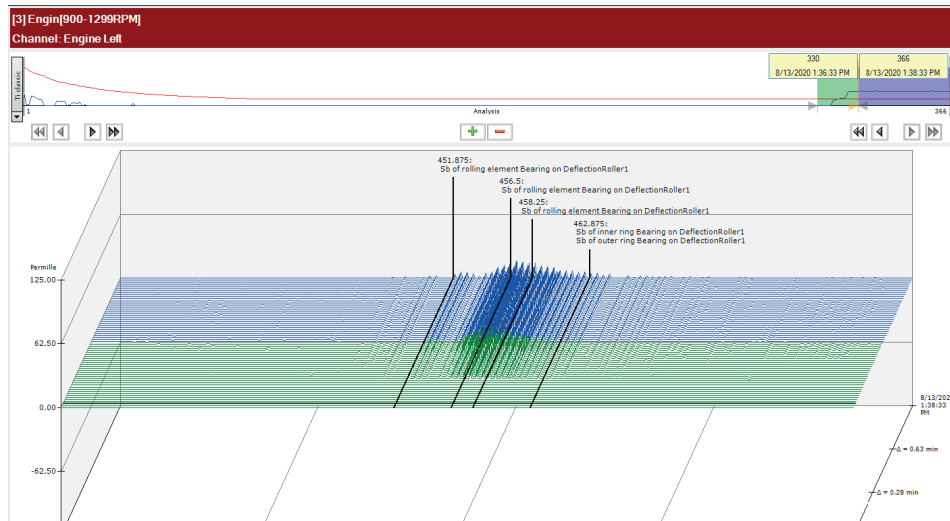 [3] Engin[900-1299RPM]
Channel: Engine Left
Ti classic
330
8/13/2020 1:36:33 PM
366
8/13/2020 1:38:33 PM
1
Analysis
366
451.875:
Sb of rolling element Bearing on DeflectionRoller1
456.5:
Sb of rolling element Bearing on DeflectionRoller1
458.25:
Sb of rolling element Bearing on DeflectionRoller1
462.875:
Sb of inner ring Bearing on DeflectionRoller1
Sb of outer ring Bearing on DeflectionRoller1
Permille
125.00
62.50
0.00
-62.50
8/13/202
1:38:33
PM
Δ = 0.63 min
Δ = 0.28 min